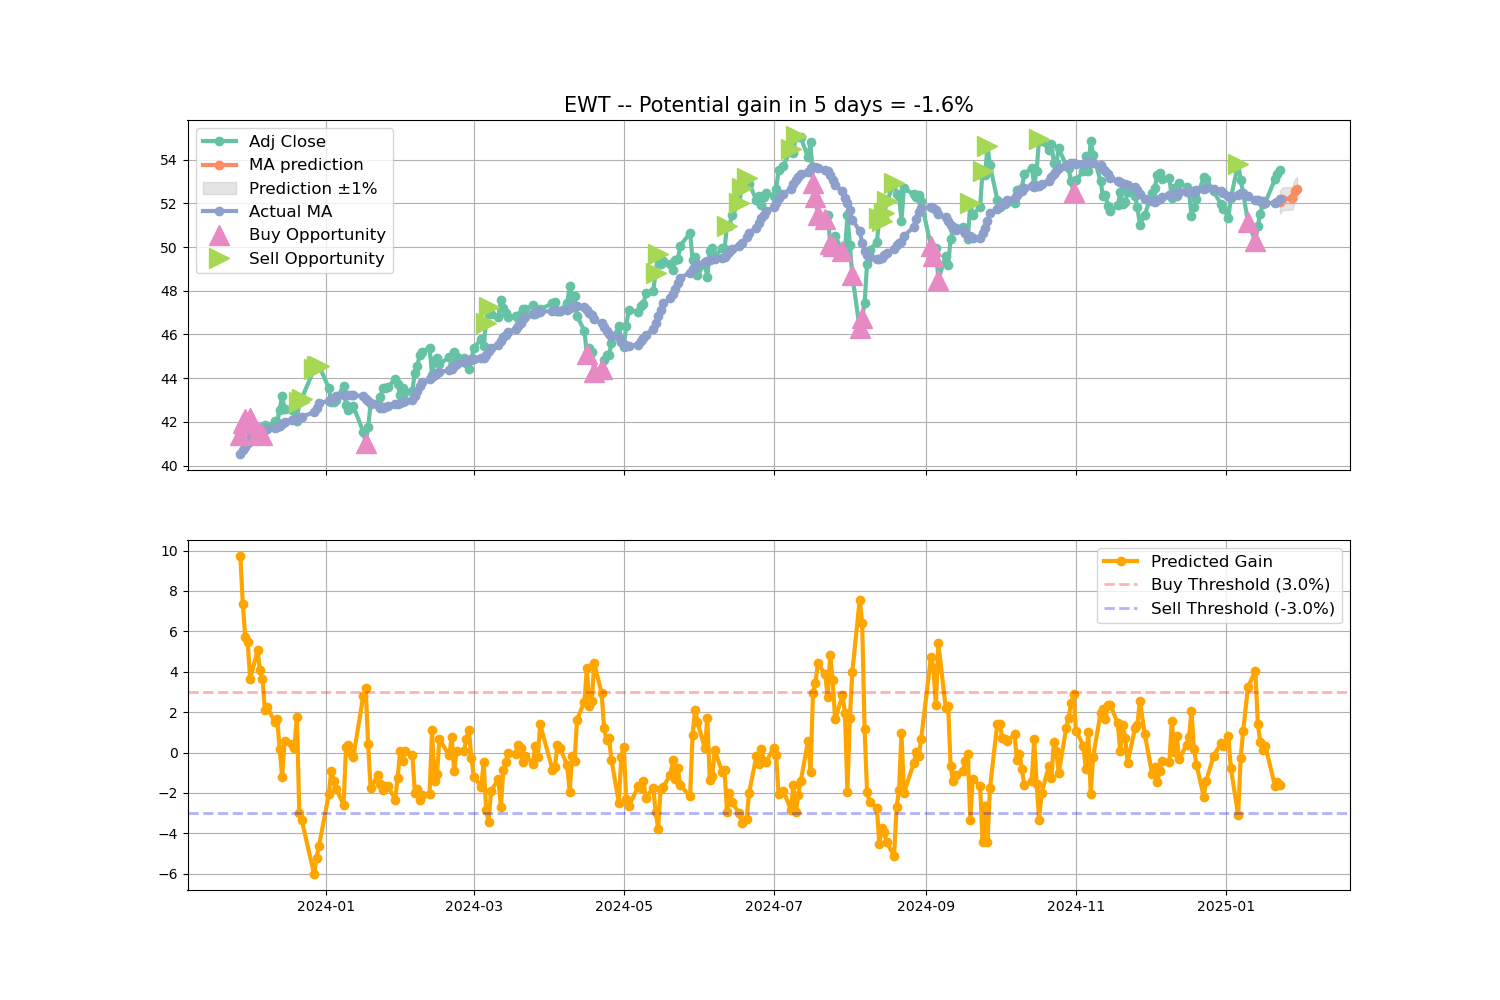 EWT -- Potential gain in 5 days = -1.6%
Adj Close
MA prediction
Prediction ±1%
Actual MA
Buy Opportunity
Sell Opportunity
54
52
50
48
46
44
42
40
Predicted Gain
Buy Threshold (3.0%)
Sell Threshold (-3.0%)
10
8
6
4
2
0
−2
−4
−6
2024-01
2024-03
2024-05
2024-07
2024-09
2024-11
2025-01